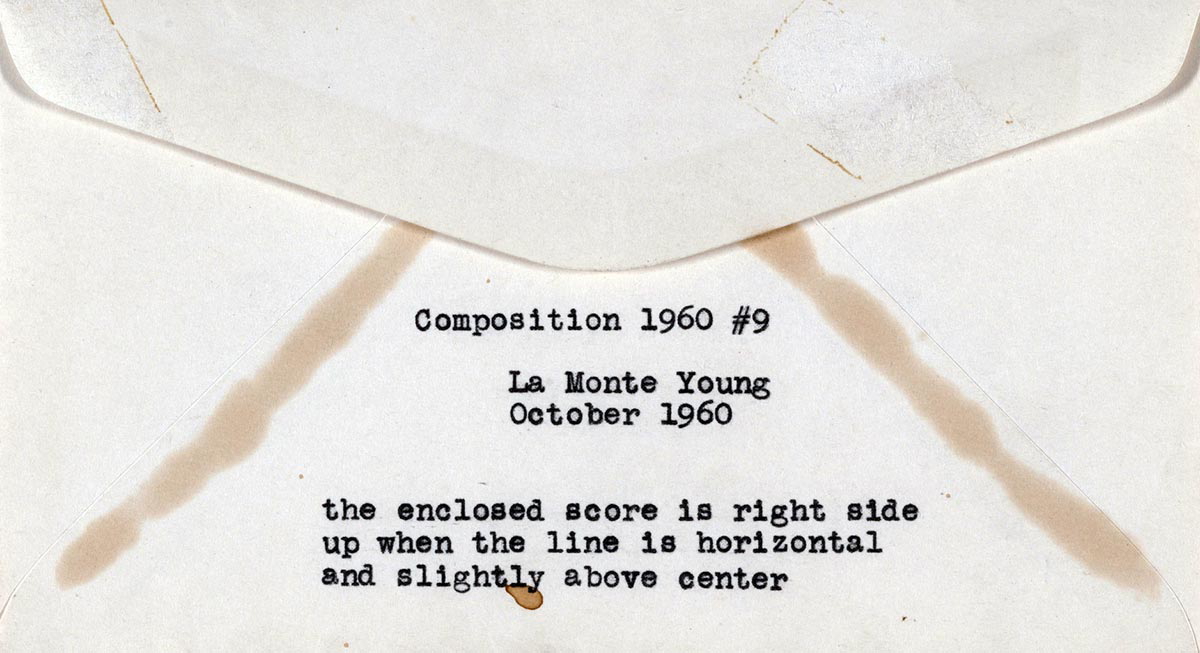 Composition 1960 #9
La Monte Young
October 1960
the enclosed score is right side
up when the line is horizontal
and slightly above center